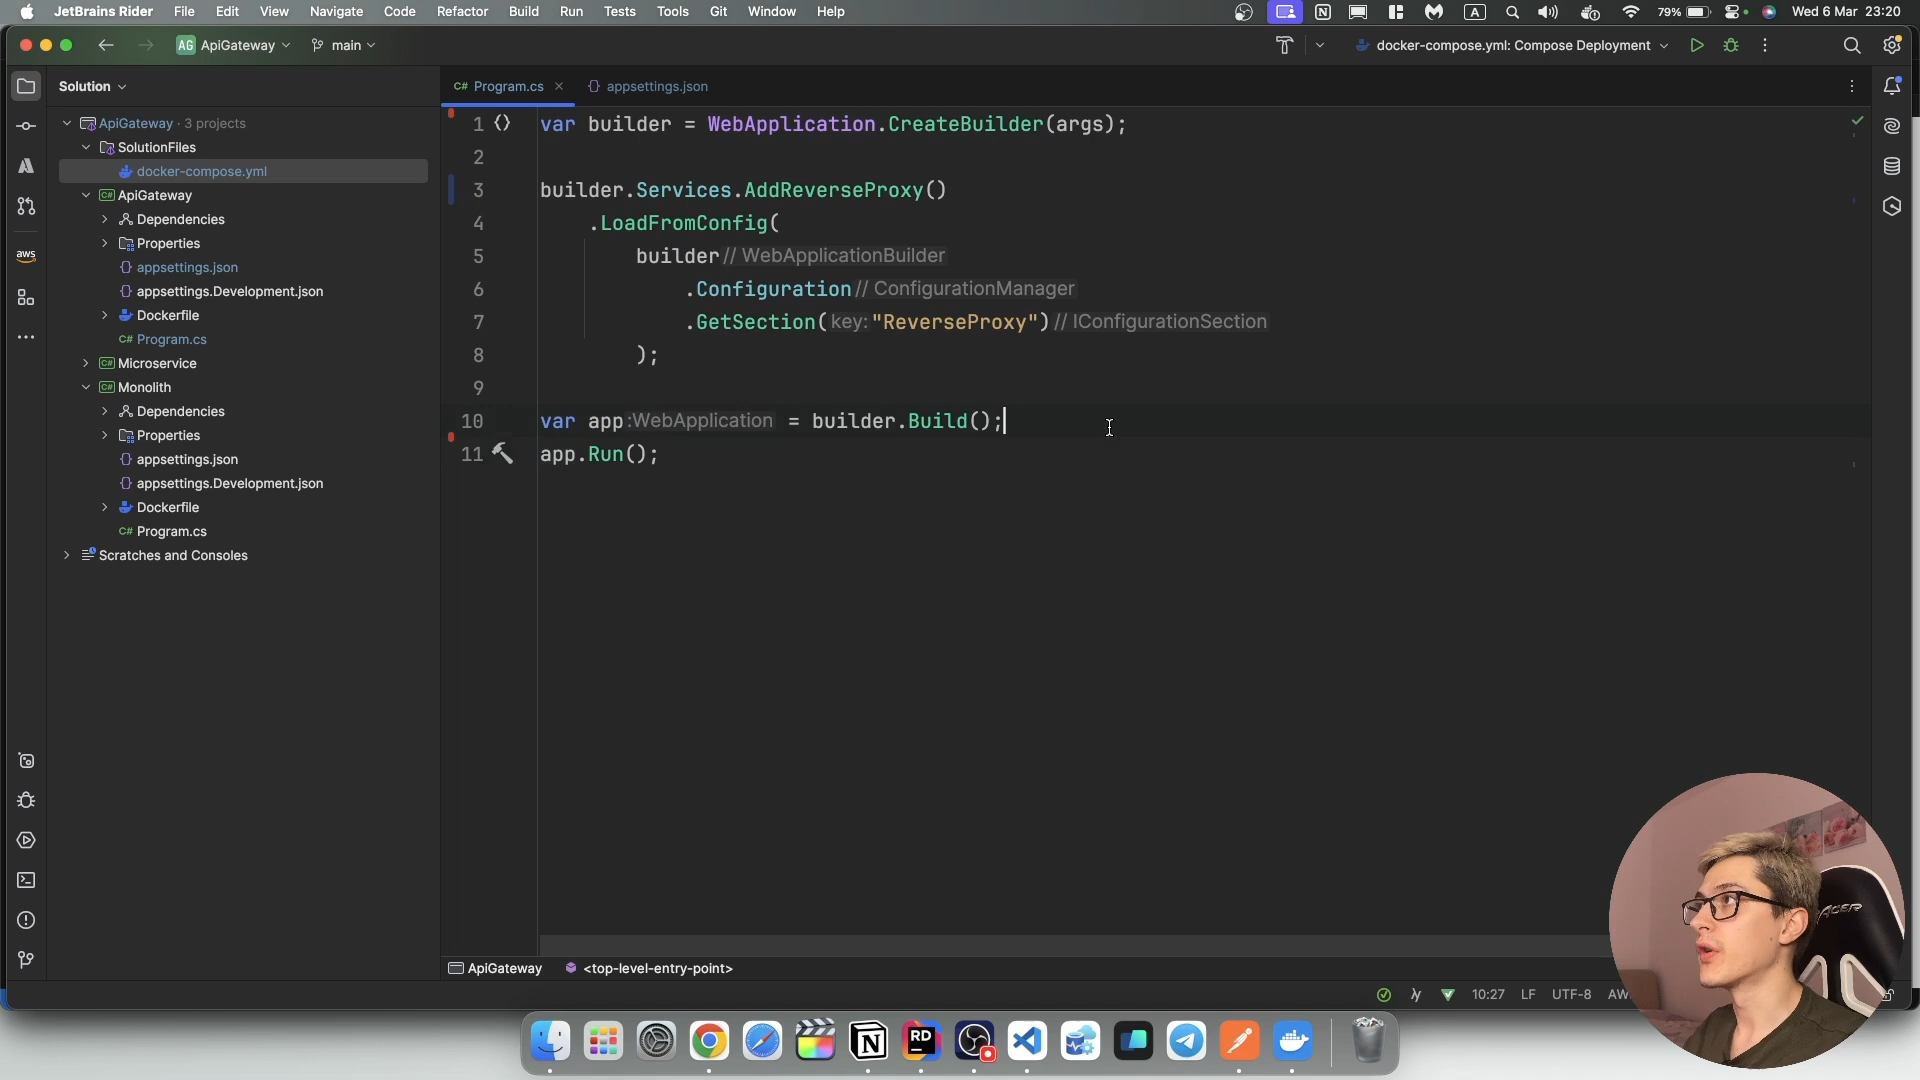 JetBrains Rider File Edit View Navigate Code Refactor Build Run Tests Tools Git Window Help A 79% Wed 6 Mar 23:20
AG ApiGateway main docker-compose.yml: Compose Deployment
Solution
C# Program.cs appsettings.json
ApiGateway · 3 projects
SolutionFiles
docker-compose.yml
C# ApiGateway
Dependencies
Properties
appsettings.json
appsettings.Development.json
Dockerfile
C# Program.cs
C# Microservice
C# Monolith
Dependencies
Properties
appsettings.json
appsettings.Development.json
Dockerfile
C# Program.cs
Scratches and Consoles
aws
1 var builder = WebApplication.CreateBuilder(args);
2
3 builder.Services.AddReverseProxy()
4 .LoadFromConfig(
5 builder // WebApplicationBuilder
6 .Configuration // ConfigurationManager
7 .GetSection( key: "ReverseProxy") // IConfigurationSection
8 );
9
10 var app :WebApplication = builder.Build();
11 app.Run();
ApiGateway <top-level-entry-point>
10:27 LF UTF-8
ACER
RD